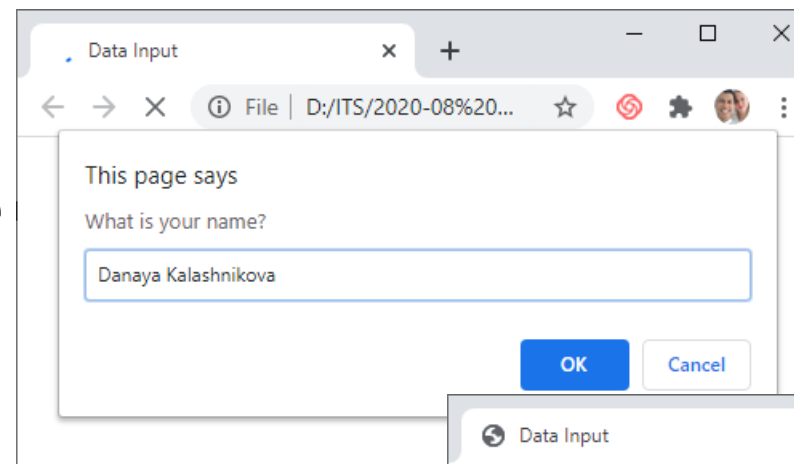 Data Input
File | D:/ITS/2020-08%20...
This page says
What is your name?
Danaya Kalashnikova
OK Cancel
Data Input